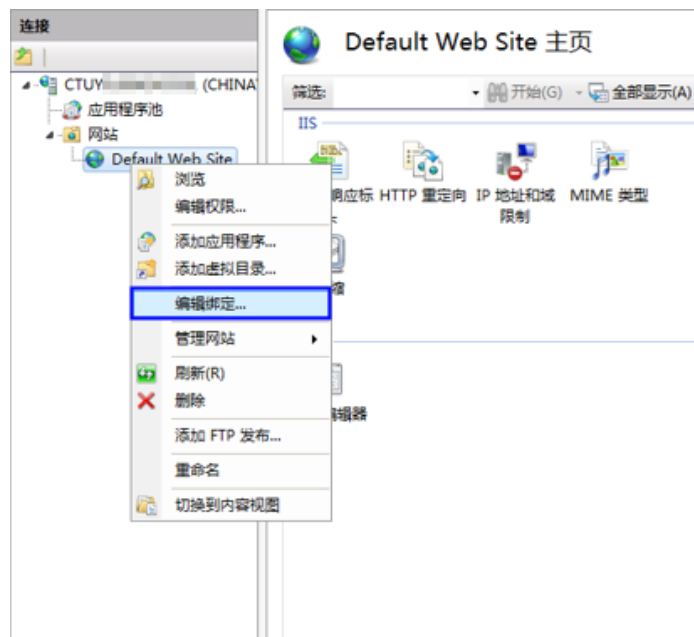 连接
CTUY (CHINA
应用程序池
网站
Default Web Site
浏览
编辑权限...
添加应用程序...
添加虚拟目录...
编辑绑定...
管理网站
刷新(R)
删除
添加 FTP 发布...
重命名
切换到内容视图
Default Web Site 主页
筛选:
开始(G)
全部显示(A)
IIS
响应标
HTTP 重定向
IP 地址和域
限制
MIME 类型
缩
编辑器